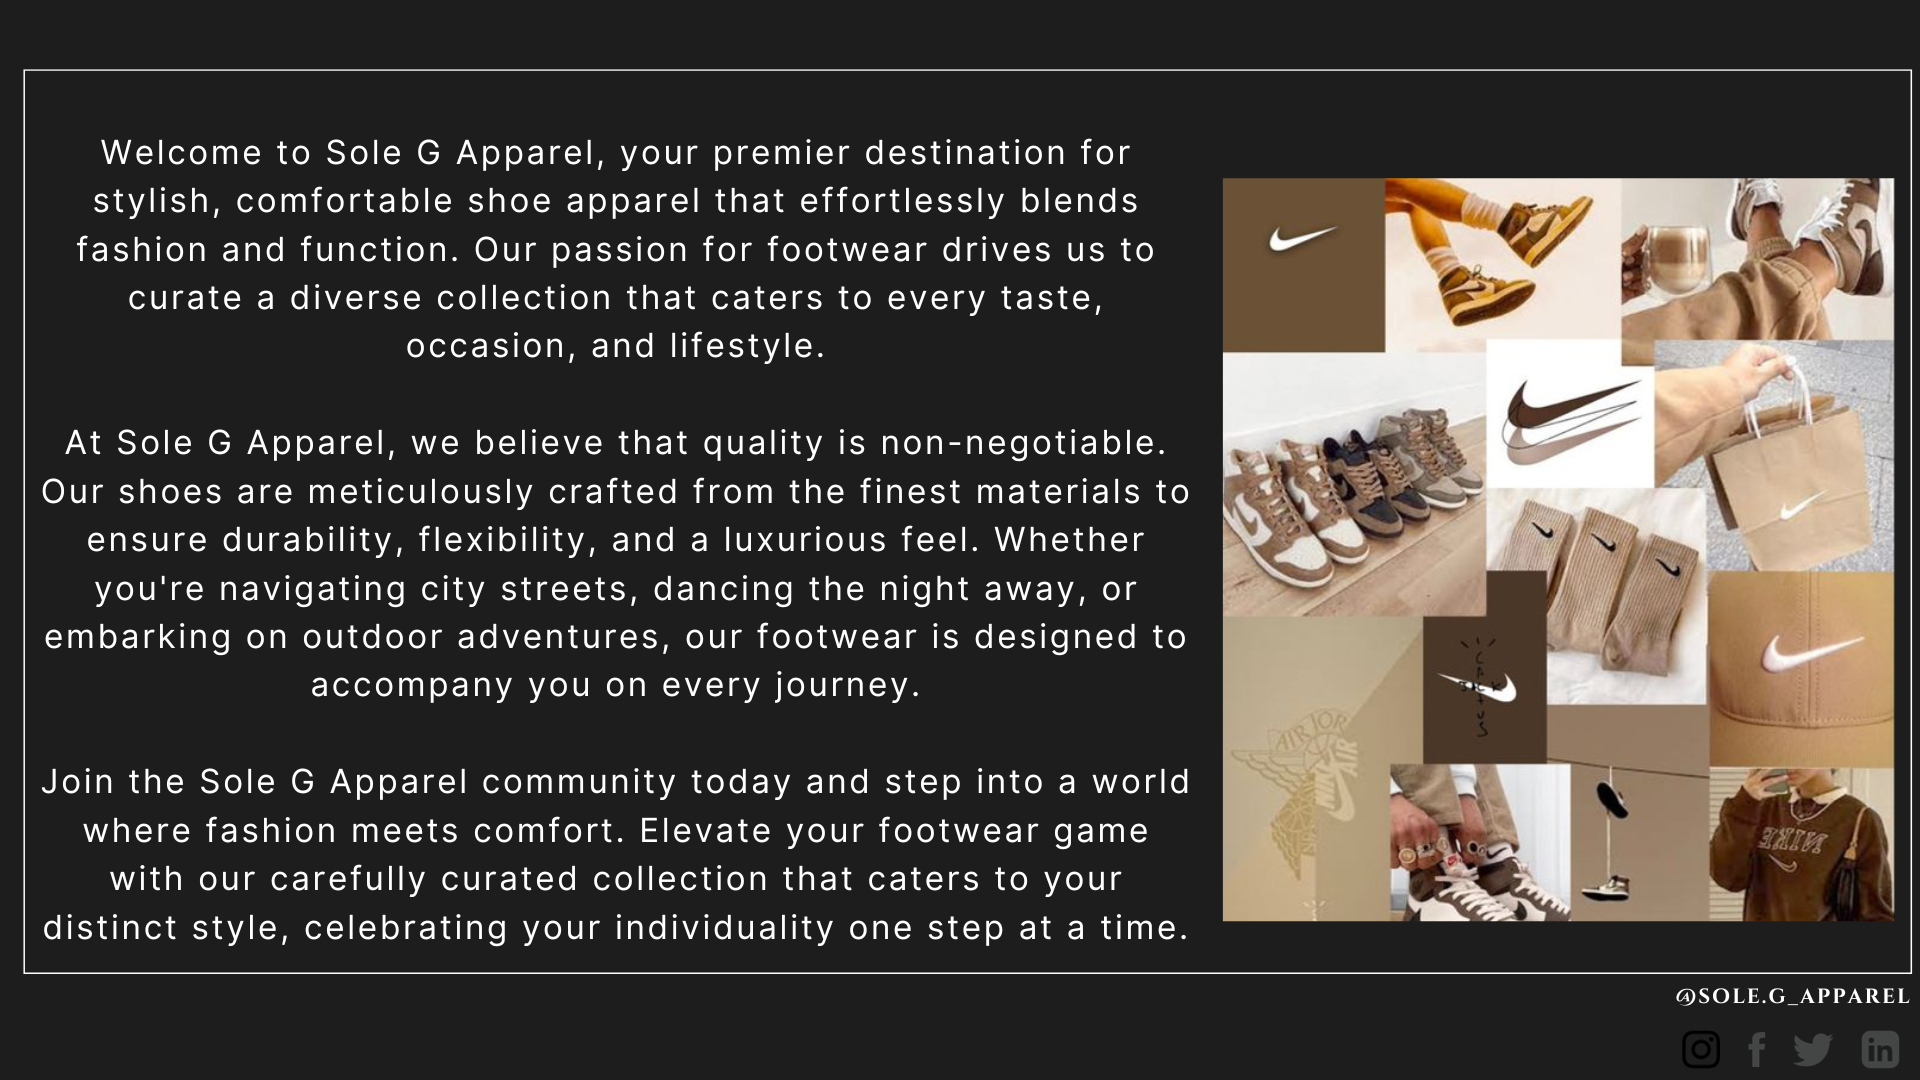 Welcome to Sole G Apparel, your premier destination for
stylish, comfortable shoe apparel that effortlessly blends
fashion and function. Our passion for footwear drives us to
curate a diverse collection that caters to every taste,
occasion, and lifestyle.
At Sole G Apparel, we believe that quality is non-negotiable.
Our shoes are meticulously crafted from the finest materials to
ensure durability, flexibility, and a luxurious feel. Whether
you're navigating city streets, dancing the night away, or
embarking on outdoor adventures, our footwear is designed to
accompany you on every journey.
Join the Sole G Apparel community today and step into a world
where fashion meets comfort. Elevate your footwear game
with our carefully curated collection that caters to your
distinct style, celebrating your individuality one step at a time.
AIR JOR
NIKE
@SOLE.G_APPAREL
in